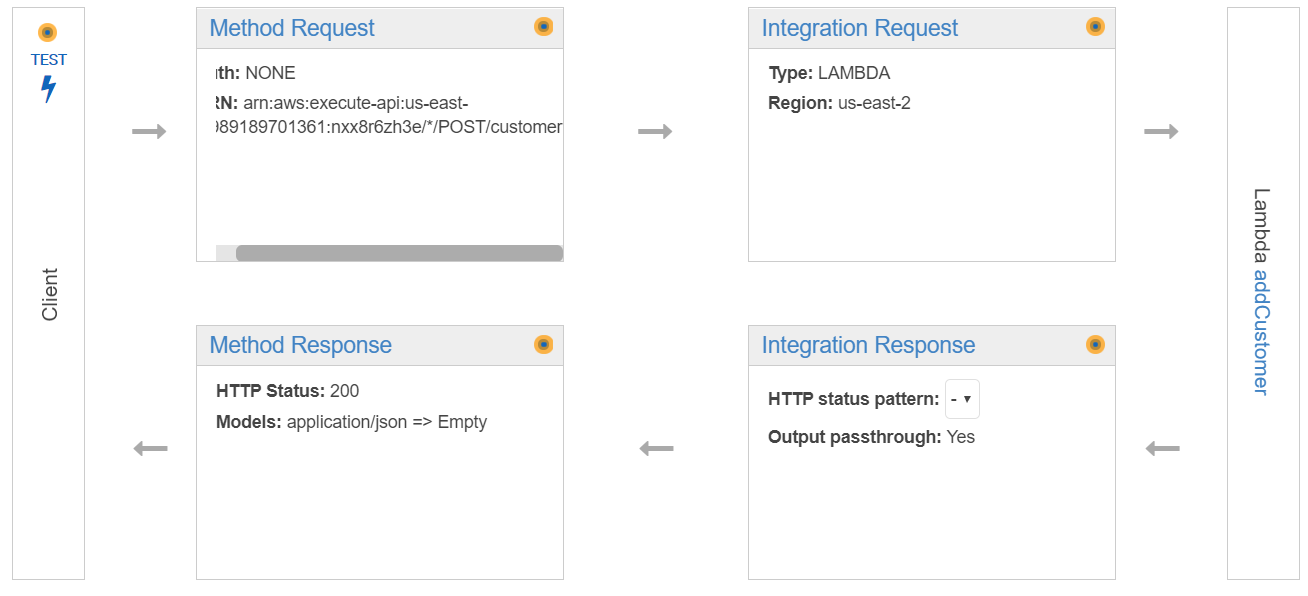 TEST
Client
Method Request
uth: NONE
RN: arn:aws:execute-api:us-east-
989189701361:nxx8r6zh3e/*/POST/customer
Integration Request
Type: LAMBDA
Region: us-east-2
Method Response
HTTP Status: 200
Models: application/json => Empty
Integration Response
HTTP status pattern: - ▾
Output passthrough: Yes
Lambda addCustomer